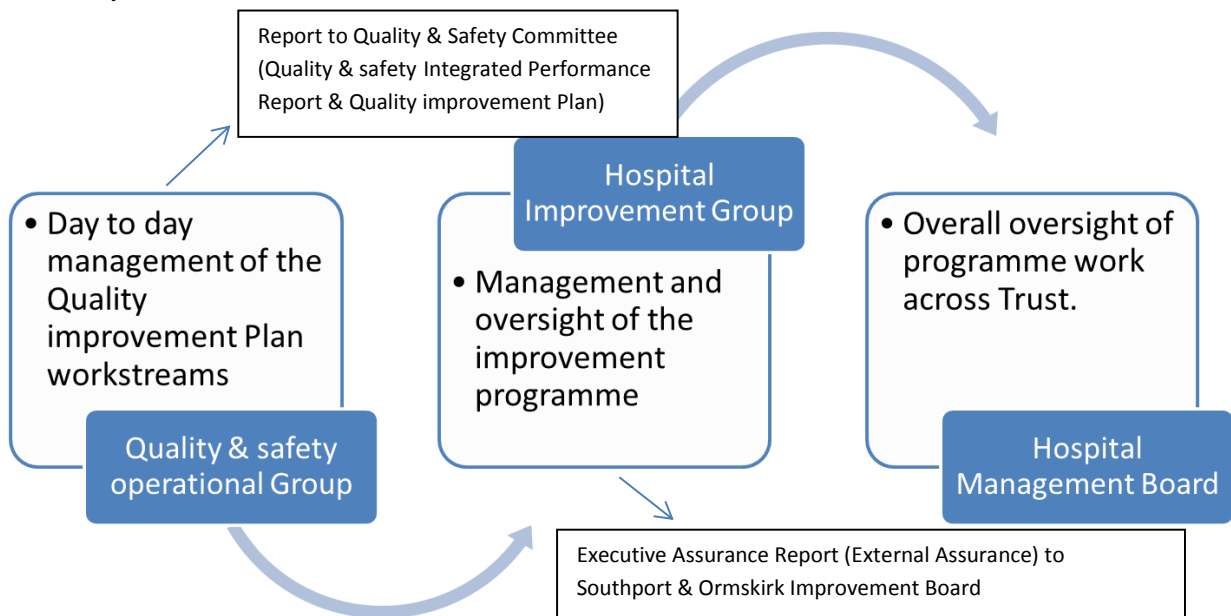 Report to Quality & Safety Committee
(Quality & safety Integrated Performance
Report & Quality improvement Plan)
• Day to day
management of the
Quality
improvement Plan
workstreams
Quality & safety
operational Group
Hospital
Improvement Group
• Management and
oversight of the
improvement
programme
• Overall oversight of
programme work
across Trust.
Hospital
Management Board
Executive Assurance Report (External Assurance) to
Southport & Ormskirk Improvement Board